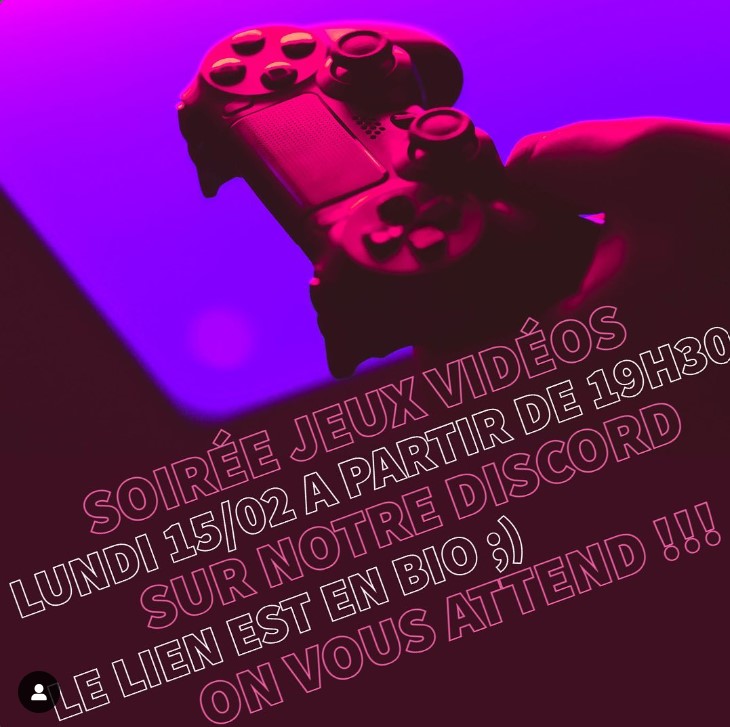 SOIRÉE JEUX VIDÉOS
LUNDI 15/02 A PARTIR DE 19H30
SUR NOTRE DISCORD
LE LIEN EST EN BIO ;)
ON VOUS ATTEND !!!